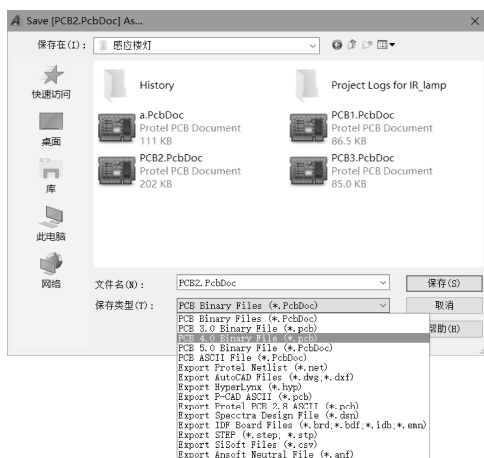 Save [PCB2.PcbDoc] As...
保存在(I):
感应楼灯
快速访问
桌面
库
此电脑
网络
History
Project Logs for IR_lamp
a.PcbDoc
Protel PCB Document
111 KB
PCB1.PcbDoc
Protel PCB Document
86.5 KB
PCB2.PcbDoc
Protel PCB Document
202 KB
PCB3.PcbDoc
Protel PCB Document
85.0 KB
文件名(N):
PCB2.PcbDoc
保存(S)
保存类型(T):
PCB Binary Files (*.PcbDoc)
取消
帮助(H)
PCB Binary Files (*.PcbDoc)
PCB 3.0 Binary File (*.pcb)
PCB 4.0 Binary File (*.pcb)
PCB 5.0 Binary File (*.PcbDoc)
PCB ASCII File (*.PcbDoc)
Export Protel Netlist (*.net)
Export AutoCAD Files (*.dwg;*.dxf)
Export HyperLynx (*.hyp)
Export P-CAD ASCII (*.pcb)
Export Protel PCB 2.8 ASCII (*.pcb)
Export Specctra Design File (*.dsn)
Export IDF Board Files (*.brd;*.bdf;*.idb;*.emn)
Export STEP (*.step; *.stp)
Export SiSoft Files (*.csv)
Export Ansoft Neutral File (*.anf)